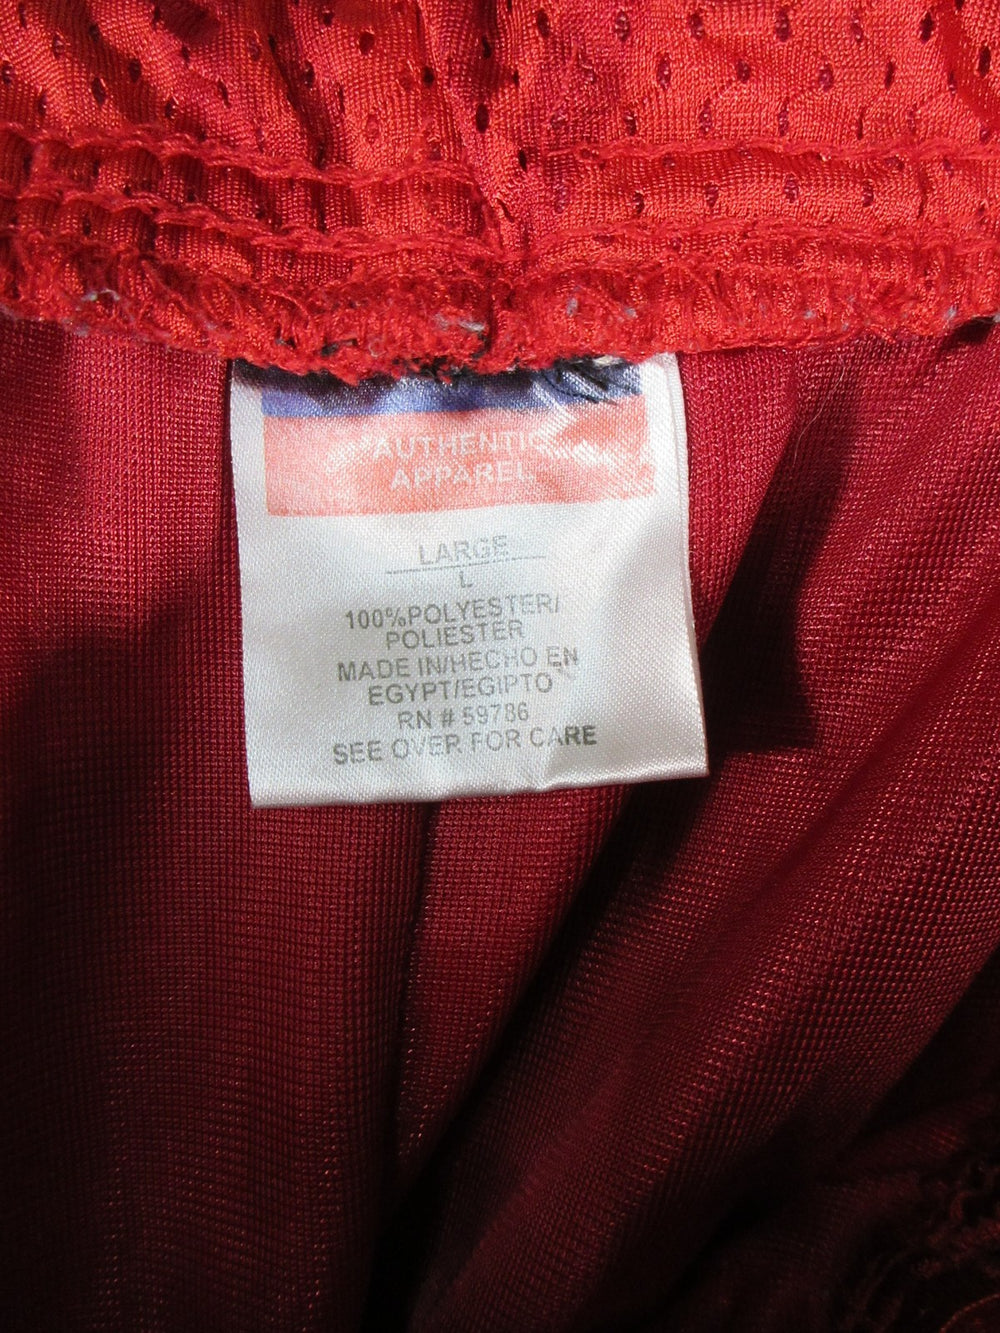 AUTHENTIC
APPAREL
LARGE
L
100%POLYESTER/
POLIESTER
MADE IN/HECHO EN
EGYPT/EGIPTO
RN # 59786
SEE OVER FOR CARE